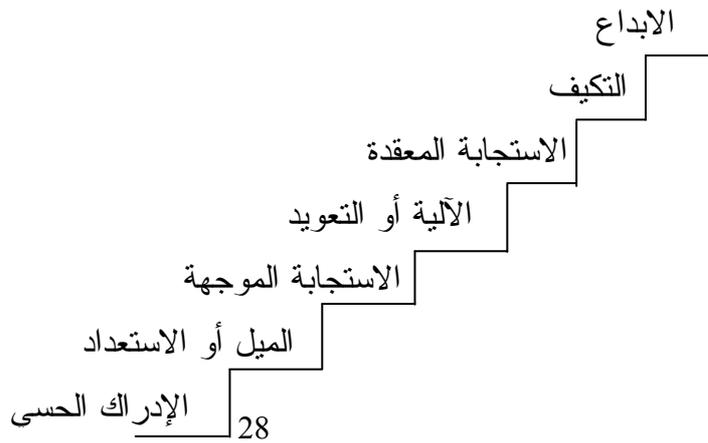 الابداع
التكيف
الاستجابة المعقدة
الآلية أو التعويد
الاستجابة الموجهة
الميل أو الاستعداد
الإدراك الحسي
28